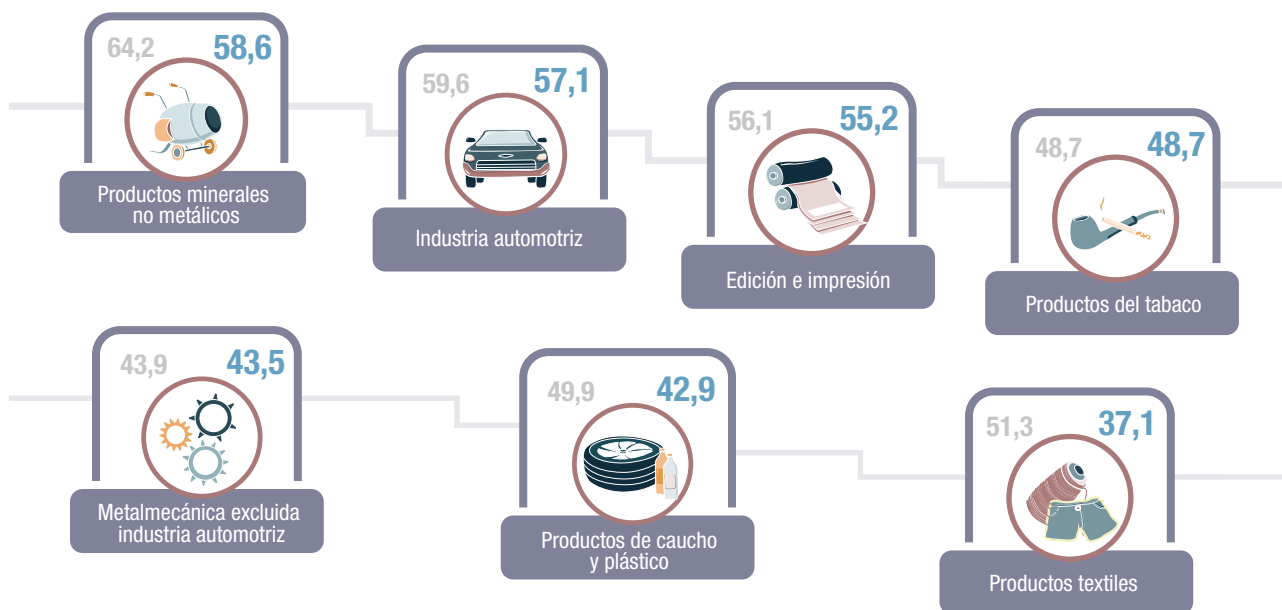 64,2 58,6
Productos minerales
no metálicos
59,6 57,1
Industria automotriz
56,1 55,2
Edición e impresión
48,7 48,7
Productos del tabaco
43,9 43,5
Metalmecánica excluida
industria automotriz
49,9 42,9
Productos de caucho
y plástico
51,3 37,1
Productos textiles